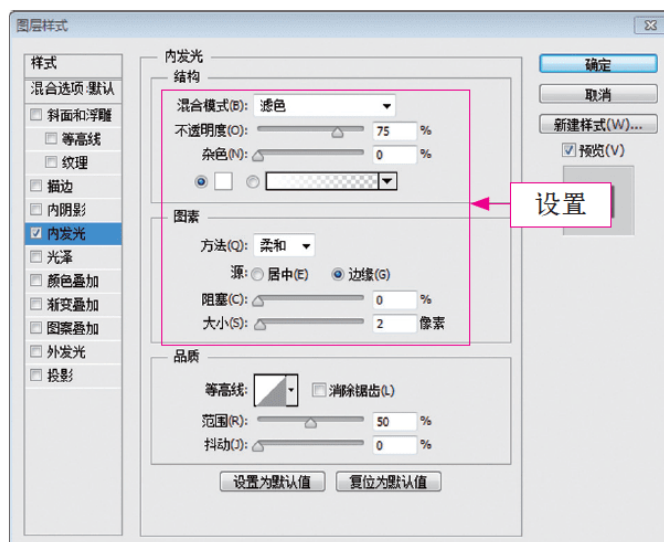 图层样式
样式
混合选项:默认
斜面和浮雕
等高线
纹理
描边
内阴影
内发光
光泽
颜色叠加
渐变叠加
图案叠加
外发光
投影
内发光
结构
混合模式(B): 滤色
不透明度(O): 75 %
杂色(N): 0 %
图素
方法(Q): 柔和
源: 居中(E) 边缘(G)
阻塞(C): 0 %
大小(S): 2 像素
品质
等高线: 消除锯齿(L)
范围(R): 50 %
抖动(J): 0 %
设置为默认值 复位为默认值
确定
取消
新建样式(W)...
预览(V)
设置